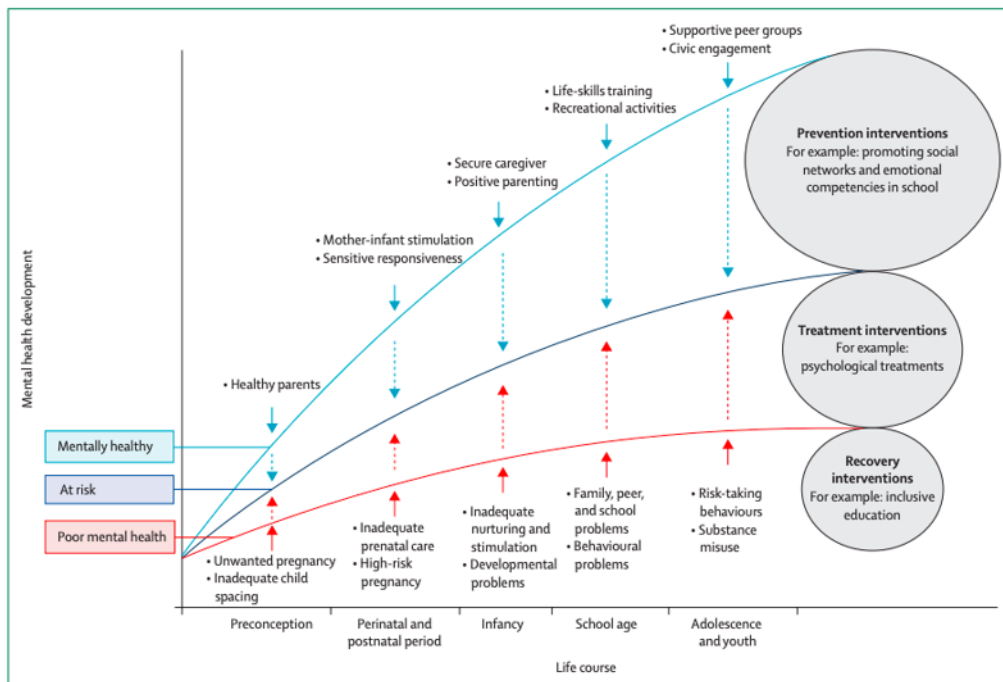 • Supportive peer groups
• Civic engagement
• Life-skills training
• Recreational activities
Prevention interventions
For example: promoting social
networks and emotional
competencies in school
• Secure caregiver
• Positive parenting
• Mother-infant stimulation
• Sensitive responsiveness
Mental health development
Treatment interventions
For example:
psychological treatments
• Healthy parents
Mentally healthy
At risk
Poor mental health
Recovery
interventions
For example: inclusive
education
• Unwanted pregnancy
• Inadequate child
spacing
• Inadequate
prenatal care
• High-risk
pregnancy
• Inadequate
nurturing and
stimulation
• Developmental
problems
• Family, peer,
and school
problems
• Behavioural
problems
• Risk-taking
behaviours
• Substance
misuse
Preconception
Perinatal and
postnatal period
Infancy
School age
Adolescence
and youth
Life course